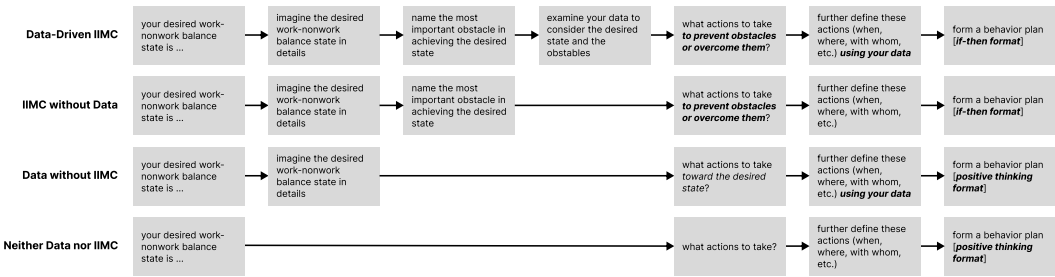 Data-Driven IIMC
your desired work-
nonwork balance
state is ...
imagine the desired
work-nonwork
balance state in
details
name the most
important obstacle in
achieving the desired
state
examine your data to
consider the desired
state and the
obstables
what actions to take
to prevent obstacles
or overcome them?
further define these
actions (when,
where, with whom,
etc.) using your data
form a behavior plan
[if-then format]
IIMC without Data
your desired work-
nonwork balance
state is ...
imagine the desired
work-nonwork
balance state in
details
name the most
important obstacle in
achieving the desired
state
what actions to take
to prevent obstacles
or overcome them?
further define these
actions (when,
where, with whom,
etc.)
form a behavior plan
[if-then format]
Data without IIMC
your desired work-
nonwork balance
state is ...
imagine the desired
work-nonwork
balance state in
details
what actions to take
toward the desired
state?
further define these
actions (when,
where, with whom,
etc.) using your data
form a behavior plan
[positive thinking
format]
Neither Data nor IIMC
your desired work-
nonwork balance
state is ...
what actions to take?
further define these
actions (when,
where, with whom,
etc.)
form a behavior plan
[positive thinking
format]